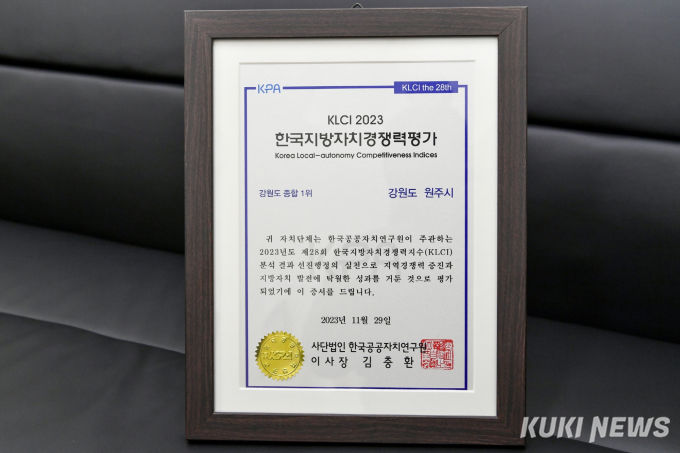 KPA
KLCI the 28th
KLCI 2023
한국지방자치경쟁력평가
Korea Local-autonomy Competitiveness Indices
강원도 종합 1위
강원도 원주시
귀 자치단체는 한국공공자치연구원이 주관하는
2023년도 제28회 한국지방자치경쟁력지수(KLCI)
분석 결과 선진행정의 실천으로 지역경쟁력 증진과
지방자치 발전에 탁월한 성과를 거둔 것으로 평가
되었기에 이 증서를 드립니다.
2023년 11월 29일
사단법인 한국공공자치연구원
이사장 김충환
KPA
KUKI NEWS